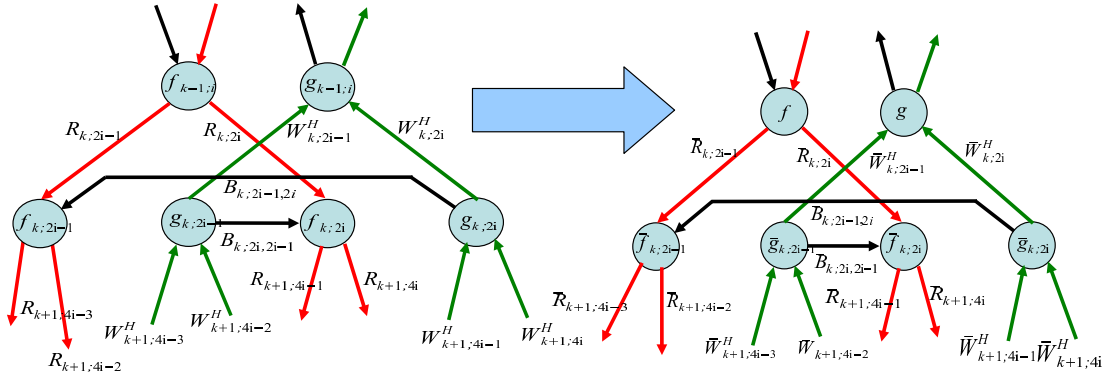 f_{k−1;i} g_{k−1;i}
R_{k;2i−1} R_{k;2i} W^H_{k;2i−1} W^H_{k;2i}
B_{k;2i−1,2i}
f_{k;2i−1} g_{k;2i−1} f_{k;2i} g_{k;2i}
B_{k;2i,2i−1}
R_{k+1;4i−3} R_{k+1;4i−2} W^H_{k+1;4i−3} W^H_{k+1;4i−2} R_{k+1;4i−1} R_{k+1;4i} W^H_{k+1;4i−1} W^H_{k+1;4i}
f g
R̄_{k;2i−1} R̄_{k;2i} W̄^H_{k;2i−1} W̄^H_{k;2i}
B_{k;2i−1,2i}
f̄_{k;2i−1} ḡ_{k;2i−1} f̄_{k;2i} ḡ_{k;2i}
B_{k;2i,2i−1}
R̄_{k+1;4i−3} R̄_{k+1;4i−2} W̄^H_{k+1;4i−3} W_{k+1;4i−2} R̄_{k+1;4i−1} R_{k+1;4i} W̄^H_{k+1;4i−1} W̄^H_{k+1;4i}